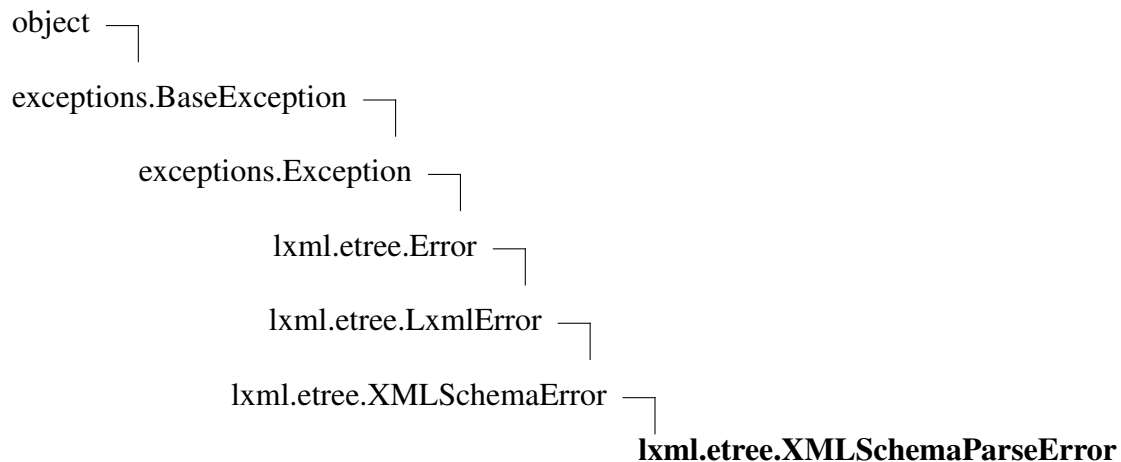 object
exceptions.BaseException
exceptions.Exception
lxml.etree.Error
lxml.etree.LxmlError
lxml.etree.XMLSchemaError
lxml.etree.XMLSchemaParseError